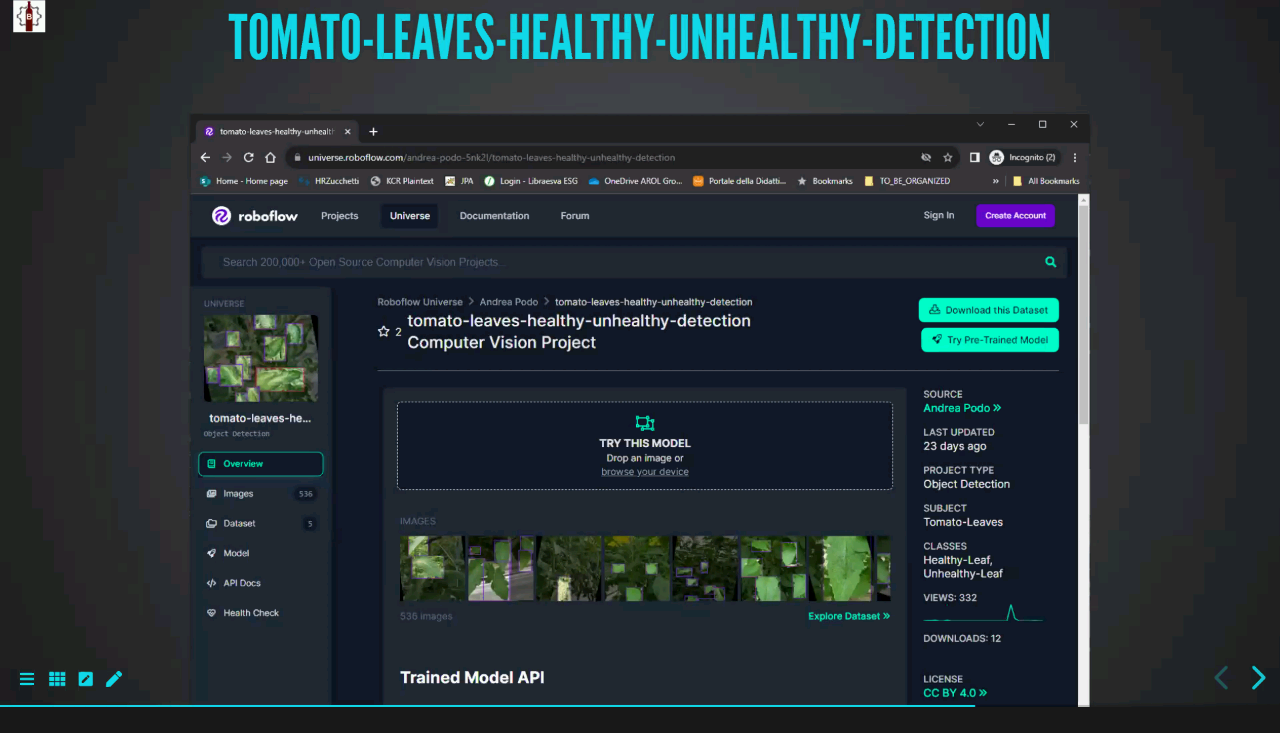 TOMATO-LEAVES-HEALTHY-UNHEALTHY-DETECTION
tomato-leaves-healthy-unhealth
universe.roboflow.com/andrea-podo-5nk2l/tomato-leaves-healthy-unhealthy-detection
Incognito (2)
Home - Home page
HRZucchetti
KCR Plaintext
JPA
Login - Libraesva ESG
OneDrive AROL Gro...
Portale della Didatti...
Bookmarks
TO_BE_ORGANIZED
»
All Bookmarks
roboflow
Projects
Universe
Documentation
Forum
Sign In
Create Account
Search 200,000+ Open Source Computer Vision Projects...
UNIVERSE
tomato-leaves-he...
Object Detection
Overview
Images 536
Dataset 5
Model
API Docs
Health Check
Roboflow Universe > Andrea Podo > tomato-leaves-healthy-unhealthy-detection
2
tomato-leaves-healthy-unhealthy-detection
Computer Vision Project
Download this Dataset
Try Pre-Trained Model
TRY THIS MODEL
Drop an image or
browse your device
IMAGES
536 images
Explore Dataset »
Trained Model API
SOURCE
Andrea Podo »
LAST UPDATED
23 days ago
PROJECT TYPE
Object Detection
SUBJECT
Tomato-Leaves
CLASSES
Healthy-Leaf,
Unhealthy-Leaf
VIEWS: 332
DOWNLOADS: 12
LICENSE
CC BY 4.0 »